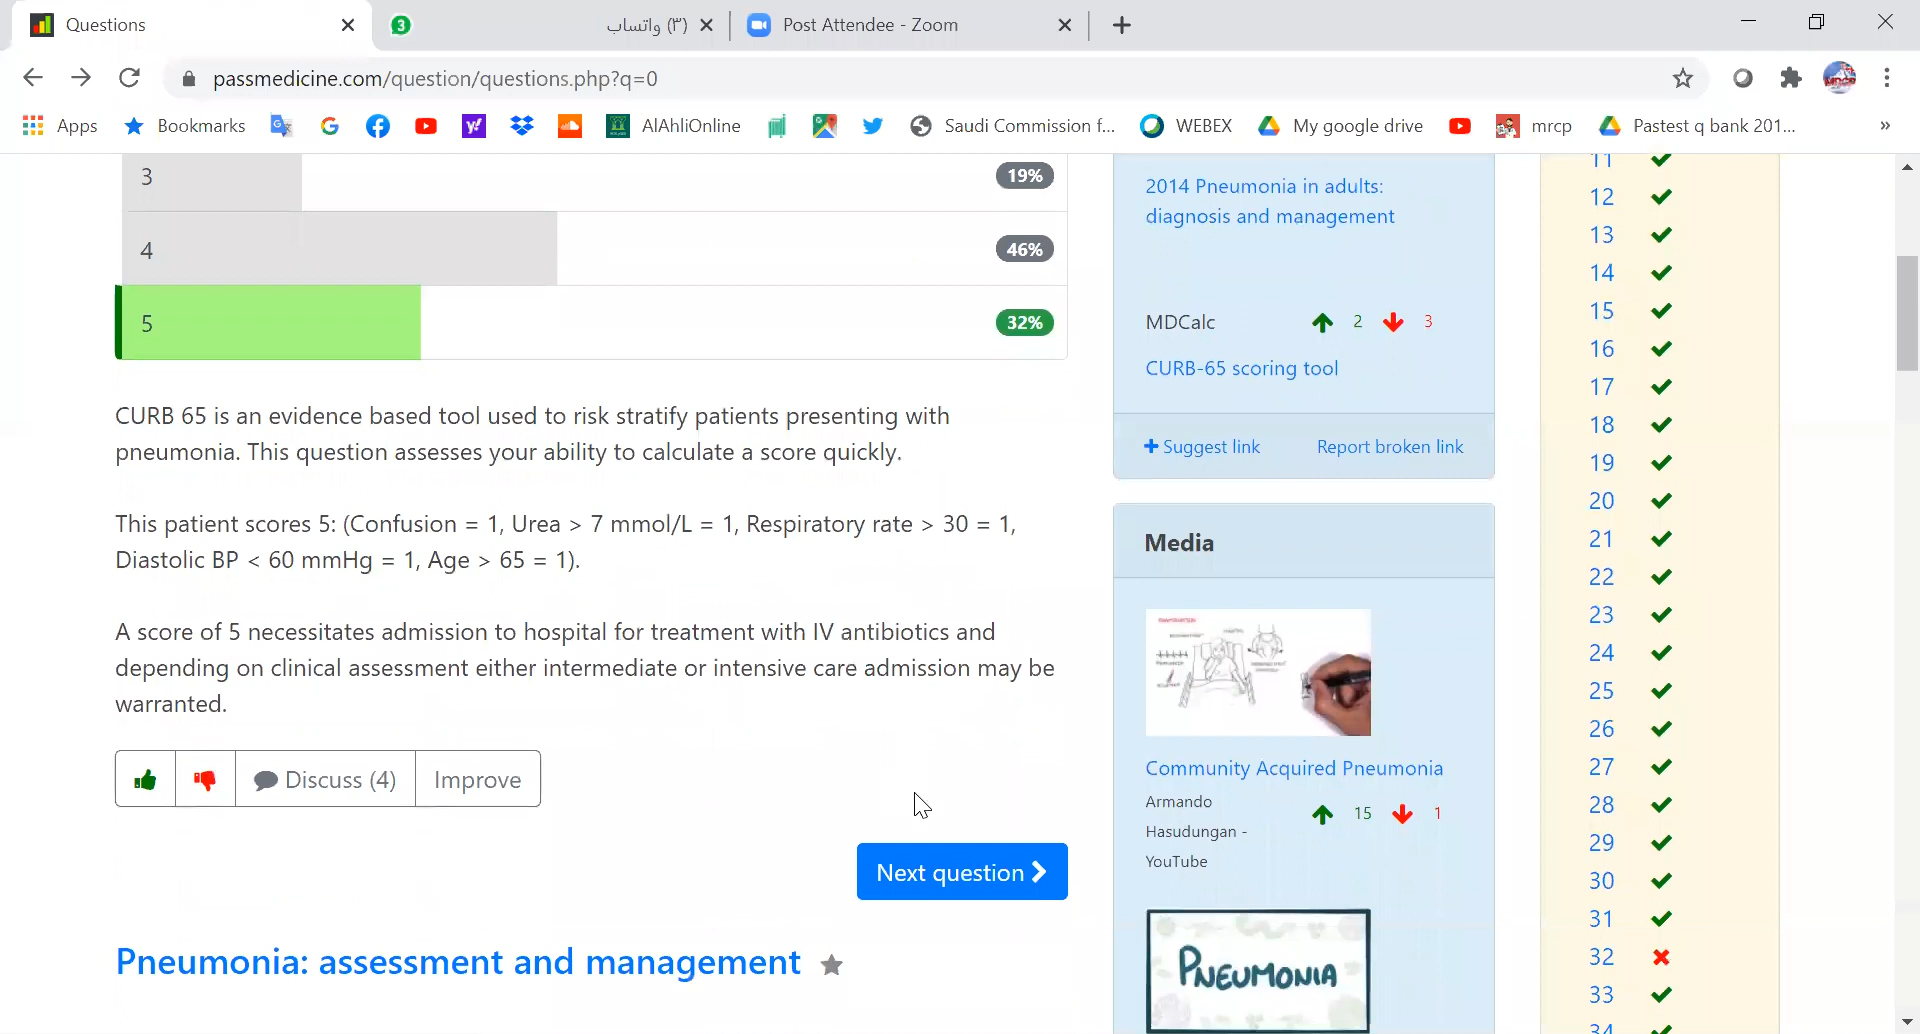 Questions
3
(٣) واتساب
Post Attendee - Zoom
passmedicine.com/question/questions.php?q=0
Apps
Bookmarks
AlAhliOnline
Saudi Commission f...
WEBEX
My google drive
mrcp
Pastest q bank 201...
»
3
19%
4
46%
5
32%
CURB 65 is an evidence based tool used to risk stratify patients presenting with
pneumonia. This question assesses your ability to calculate a score quickly.
This patient scores 5: (Confusion = 1, Urea > 7 mmol/L = 1, Respiratory rate > 30 = 1,
Diastolic BP < 60 mmHg = 1, Age > 65 = 1).
A score of 5 necessitates admission to hospital for treatment with IV antibiotics and
depending on clinical assessment either intermediate or intensive care admission may be
warranted.
Discuss (4)
Improve
Next question
Pneumonia: assessment and management
2014 Pneumonia in adults:
diagnosis and management
MDCalc
2
3
CURB-65 scoring tool
Suggest link
Report broken link
Media
Community Acquired Pneumonia
Armando
Hasudungan -
YouTube
15
1
PNEUMONIA
11
12
13
14
15
16
17
18
19
20
21
22
23
24
25
26
27
28
29
30
31
32
33
34